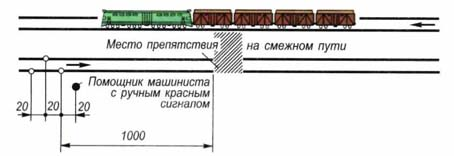 Место препятствия на смежном пути
Помощник машиниста
с ручным красным
сигналом
20 20 20
1000